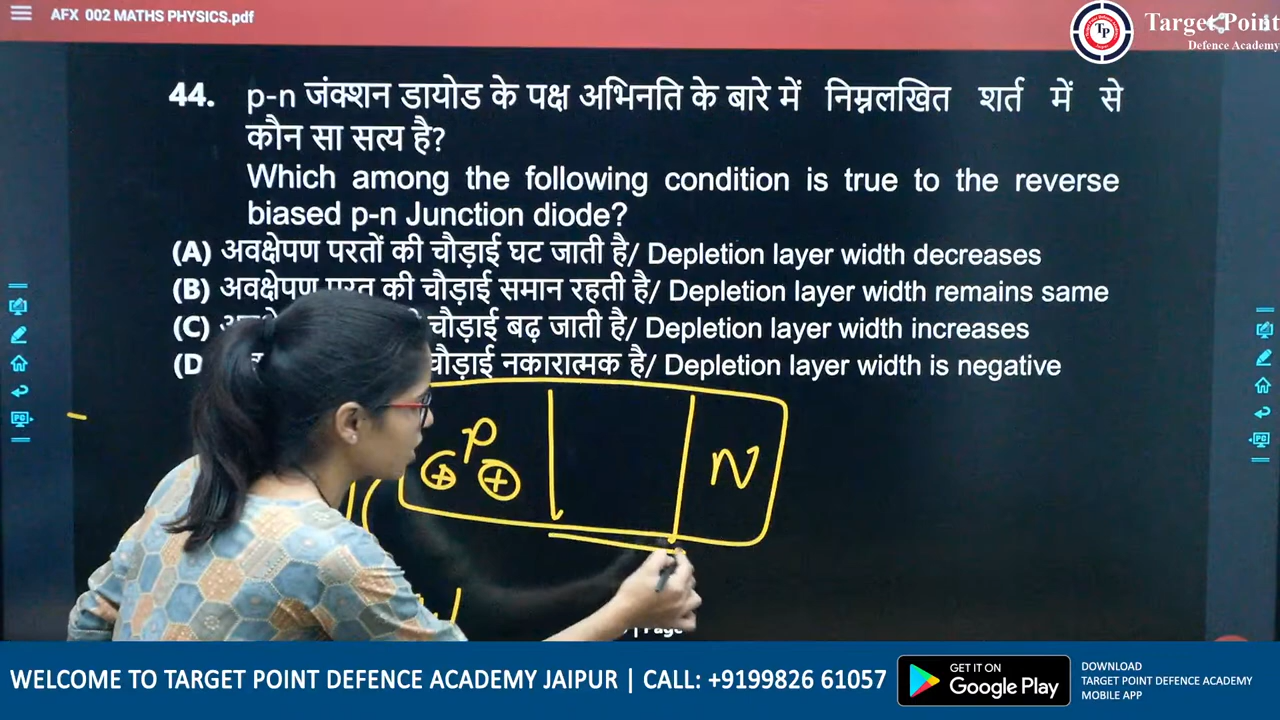 AFX 002 MATHS PHYSICS.pdf
Target Point
Defence Academy
TP
44. p-n जंक्शन डायोड के पक्ष अभिनति के बारे में निम्नलखित शर्त में से
कौन सा सत्य है?
Which among the following condition is true to the reverse
biased p-n Junction diode?
(A) अवक्षेपण परतों की चौड़ाई घट जाती है/ Depletion layer width decreases
(B) अवक्षेपण परत की चौड़ाई समान रहती है/ Depletion layer width remains same
(C) चौड़ाई बढ़ जाती है/ Depletion layer width increases
(D चौड़ाई नकारात्मक है/ Depletion layer width is negative
P N
+ +
| Page
WELCOME TO TARGET POINT DEFENCE ACADEMY JAIPUR | CALL: +9199826 61057
GET IT ON
Google Play
DOWNLOAD
TARGET POINT DEFENCE ACADEMY
MOBILE APP